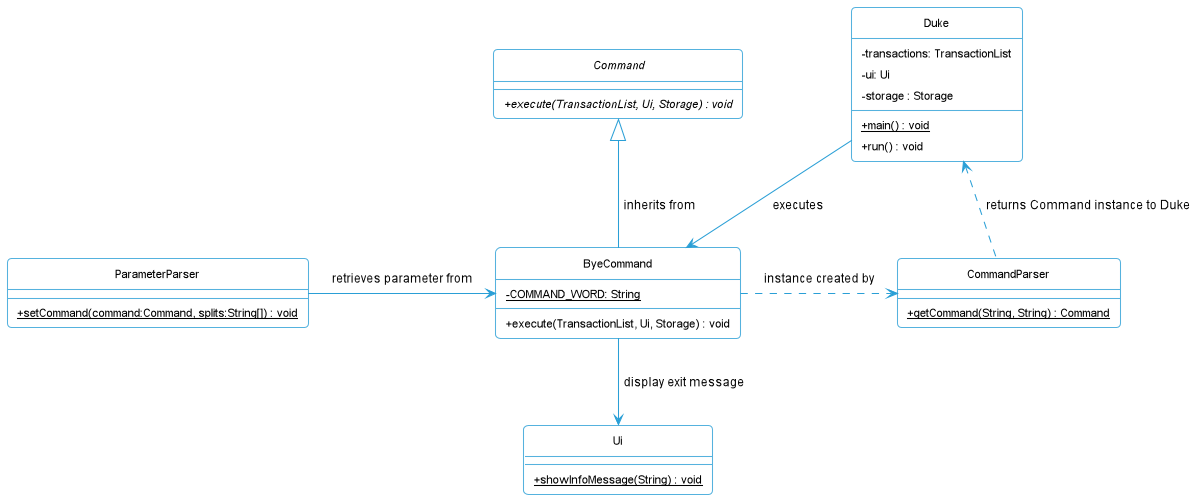 Duke
-transactions: TransactionList
-ui: Ui
-storage : Storage
+main() : void
+run() : void
Command
+execute(TransactionList, Ui, Storage) : void
inherits from
executes
returns Command instance to Duke
ParameterParser
+setCommand(command:Command, splits:String[]) : void
retrieves parameter from
ByeCommand
-COMMAND_WORD: String
+execute(TransactionList, Ui, Storage) : void
instance created by
CommandParser
+getCommand(String, String) : Command
display exit message
Ui
+showInfoMessage(String) : void